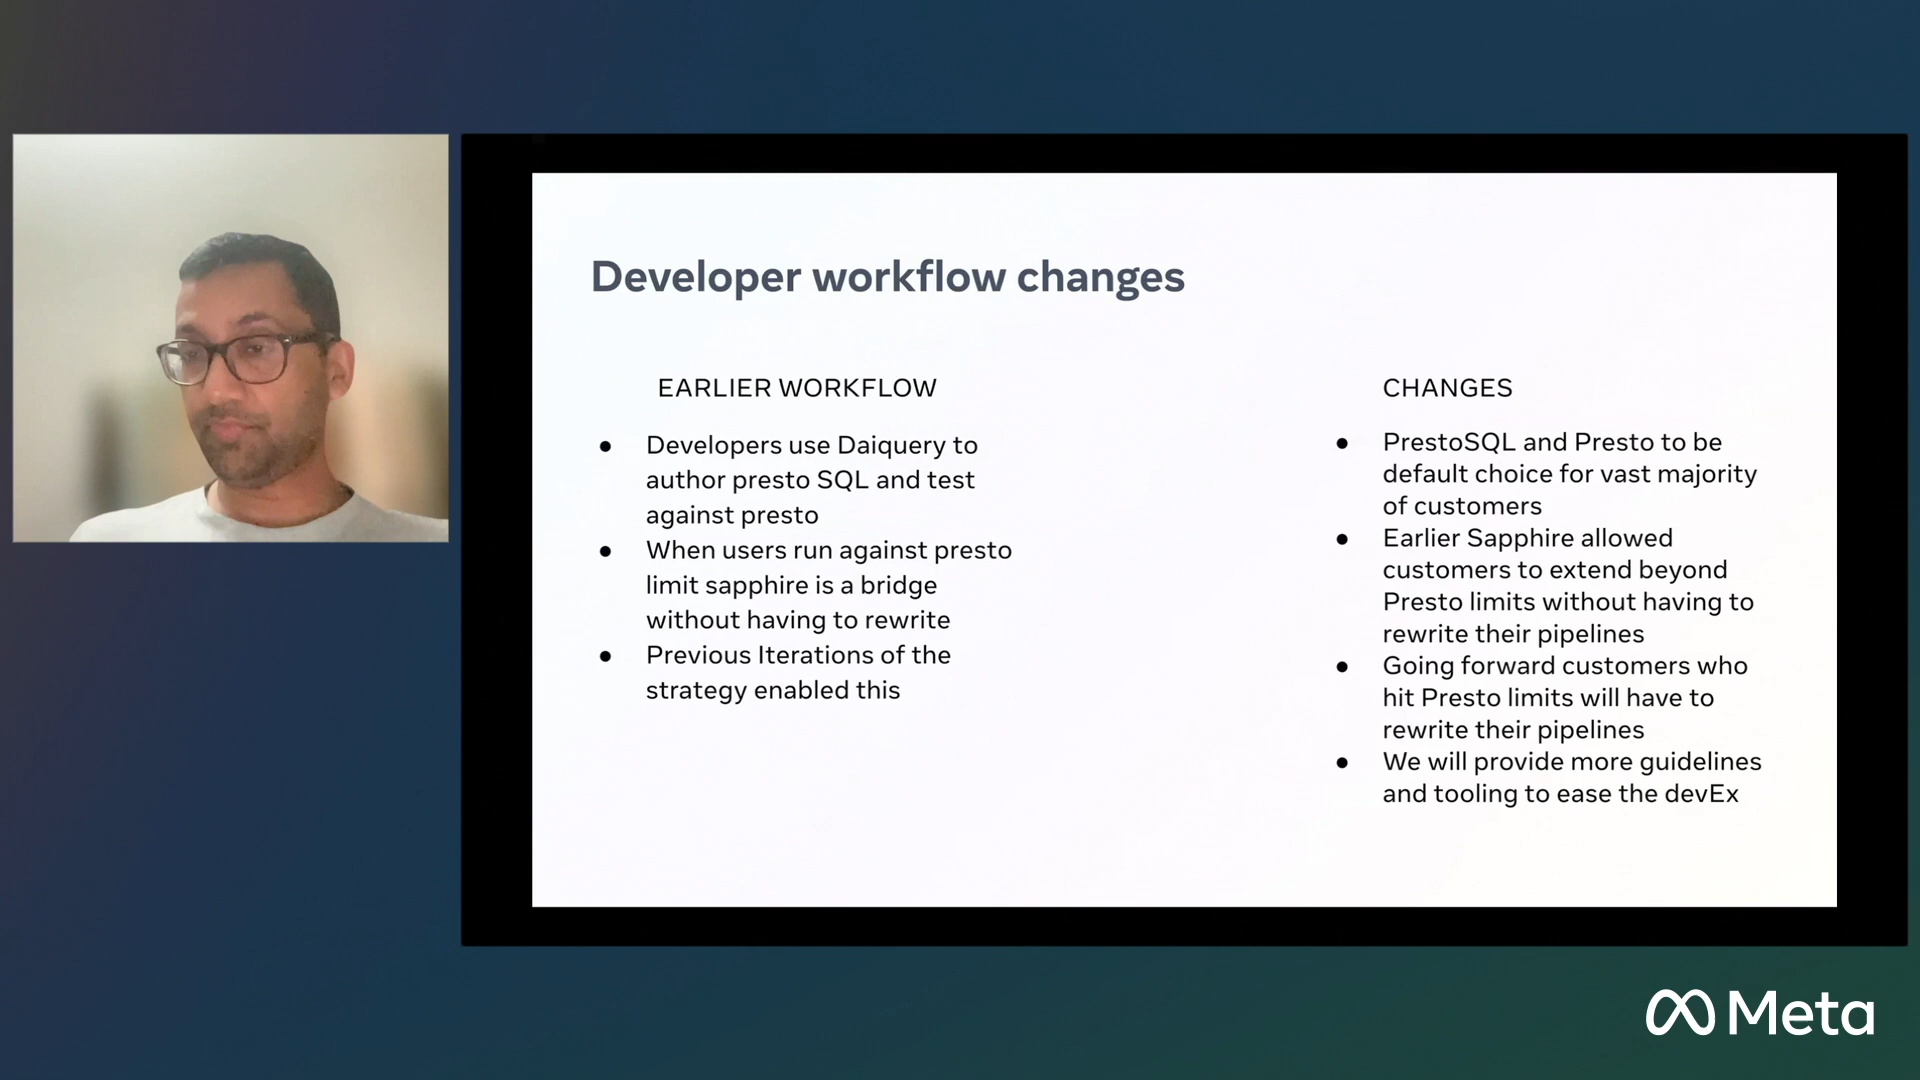 Developer workflow changes
EARLIER WORKFLOW
● Developers use Daiquery to
author presto SQL and test
against presto
● When users run against presto
limit sapphire is a bridge
without having to rewrite
● Previous Iterations of the
strategy enabled this
CHANGES
● PrestoSQL and Presto to be
default choice for vast majority
of customers
● Earlier Sapphire allowed
customers to extend beyond
Presto limits without having to
rewrite their pipelines
● Going forward customers who
hit Presto limits will have to
rewrite their pipelines
● We will provide more guidelines
and tooling to ease the devEx
Meta